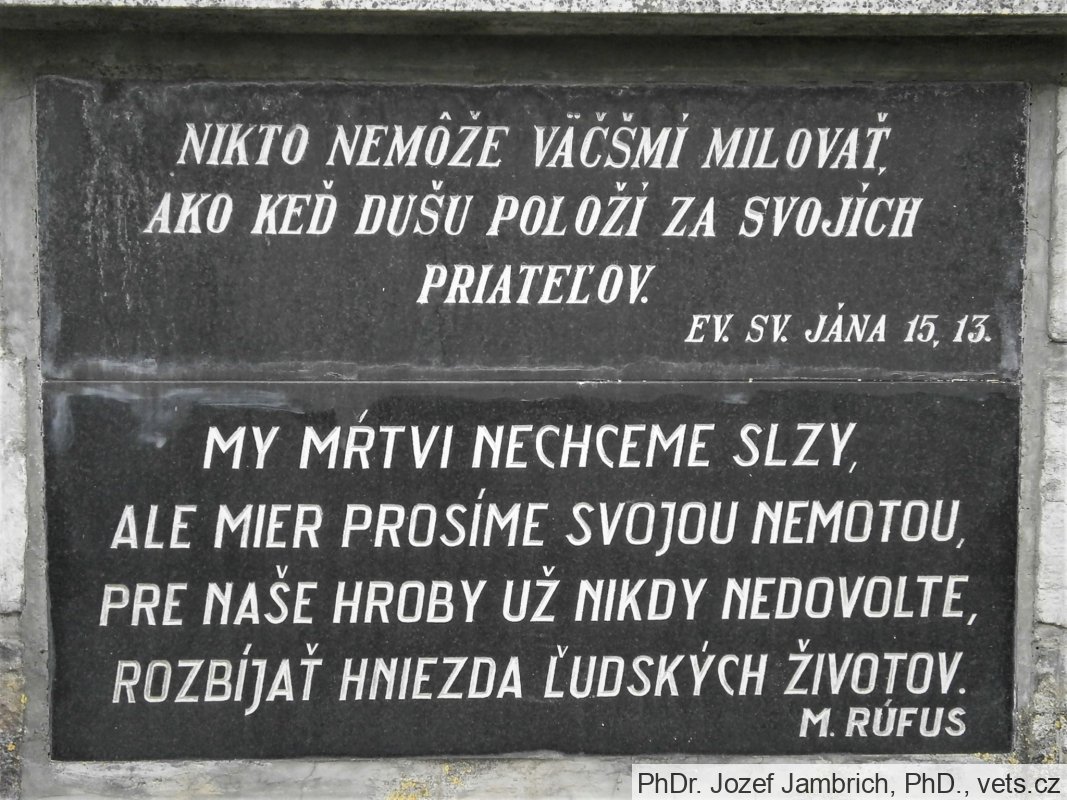 NIKTO NEMÔŽE VÄČŠMI MILOVAŤ,
AKO KEĎ DUŠU POLOŽÍ ZA SVOJICH
PRIATEĽOV.
EV. SV. JÁNA 15, 13.
MY MŔTVI NECHCEME SLZY,
ALE MIER PROSÍME SVOJOU NEMOTOU,
PRE NAŠE HROBY UŽ NIKDY NEDOVOLTE,
ROZBÍJAŤ HNIEZDA ĽUDSKÝCH ŽIVOTOV.
M. RÚFUS
PhDr. Jozef Jambrich, PhD., vets.cz